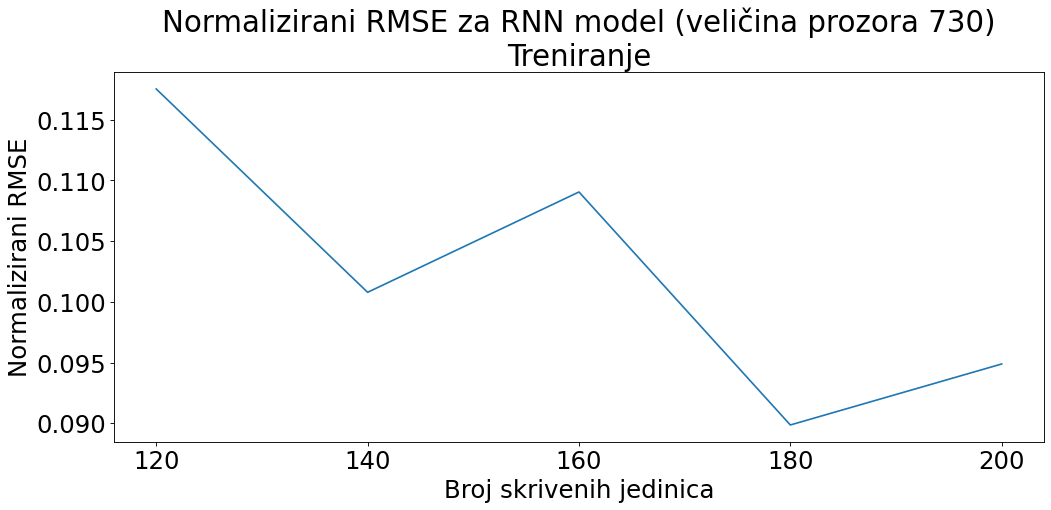 Normalizirani RMSE za RNN model (veličina prozora 730)
Treniranje
Normalizirani RMSE
0.115
0.110
0.105
0.100
0.095
0.090
120 140 160 180 200
Broj skrivenih jedinica